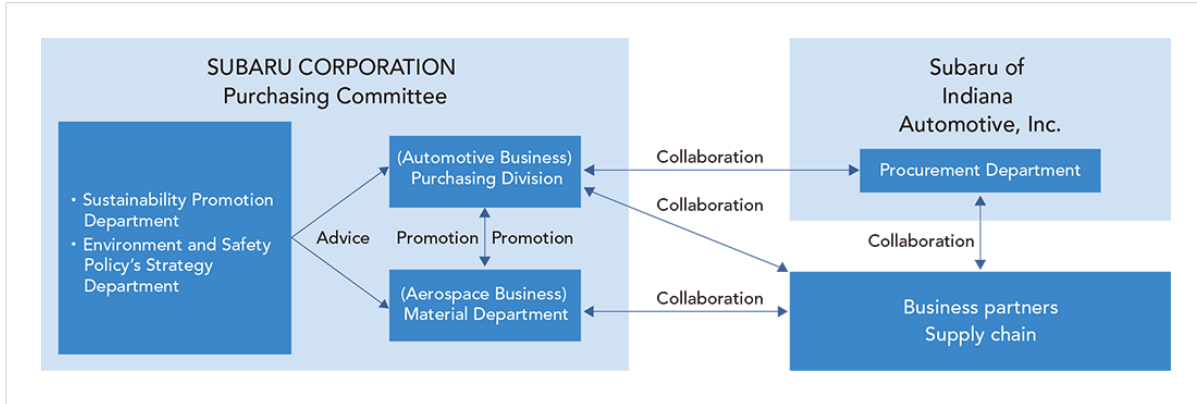 SUBARU CORPORATION
Purchasing Committee
・Sustainability Promotion
Department
・Environment and Safety
Policy's Strategy
Department
Advice
(Automotive Business)
Purchasing Division
Promotion
Promotion
(Aerospace Business)
Material Department
Collaboration
Collaboration
Collaboration
Subaru of
Indiana
Automotive, Inc.
Procurement Department
Collaboration
Business partners
Supply chain